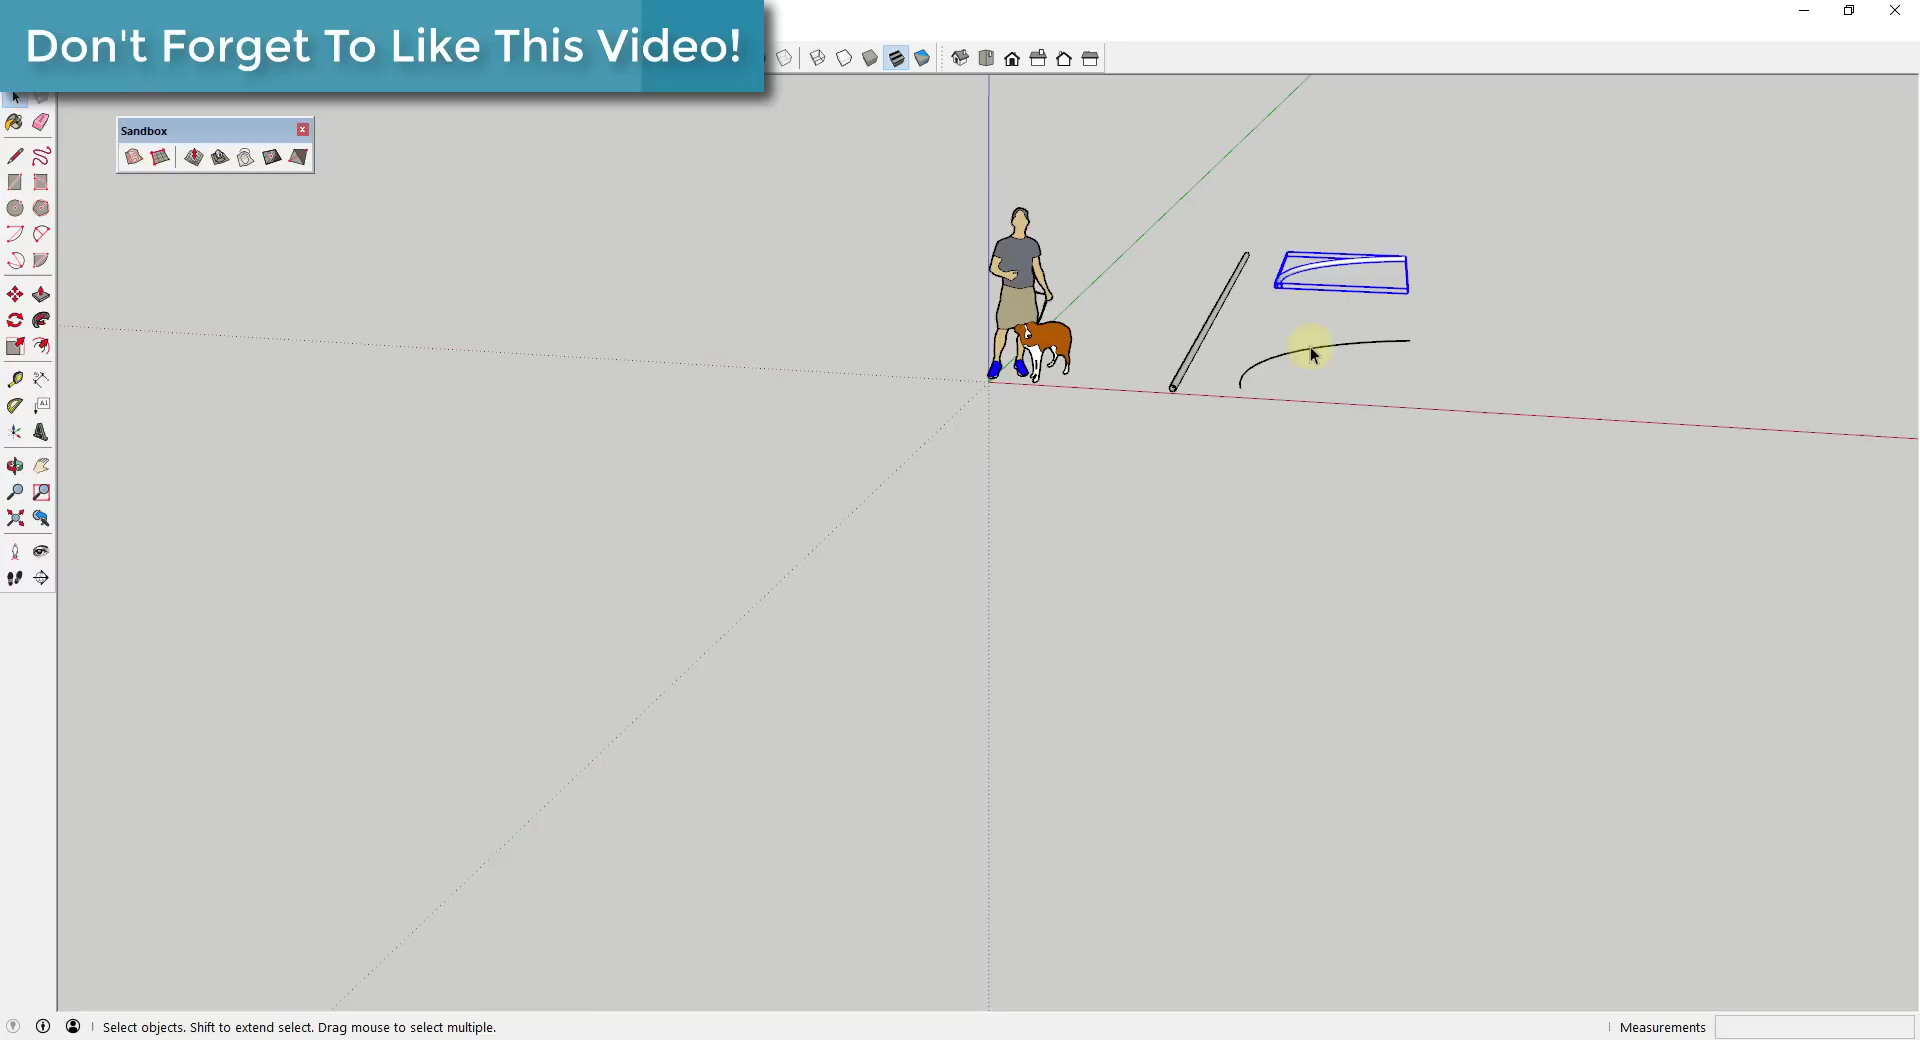 Don't Forget To Like This Video!
Sandbox
A1
Select objects. Shift to extend select. Drag mouse to select multiple.
Measurements